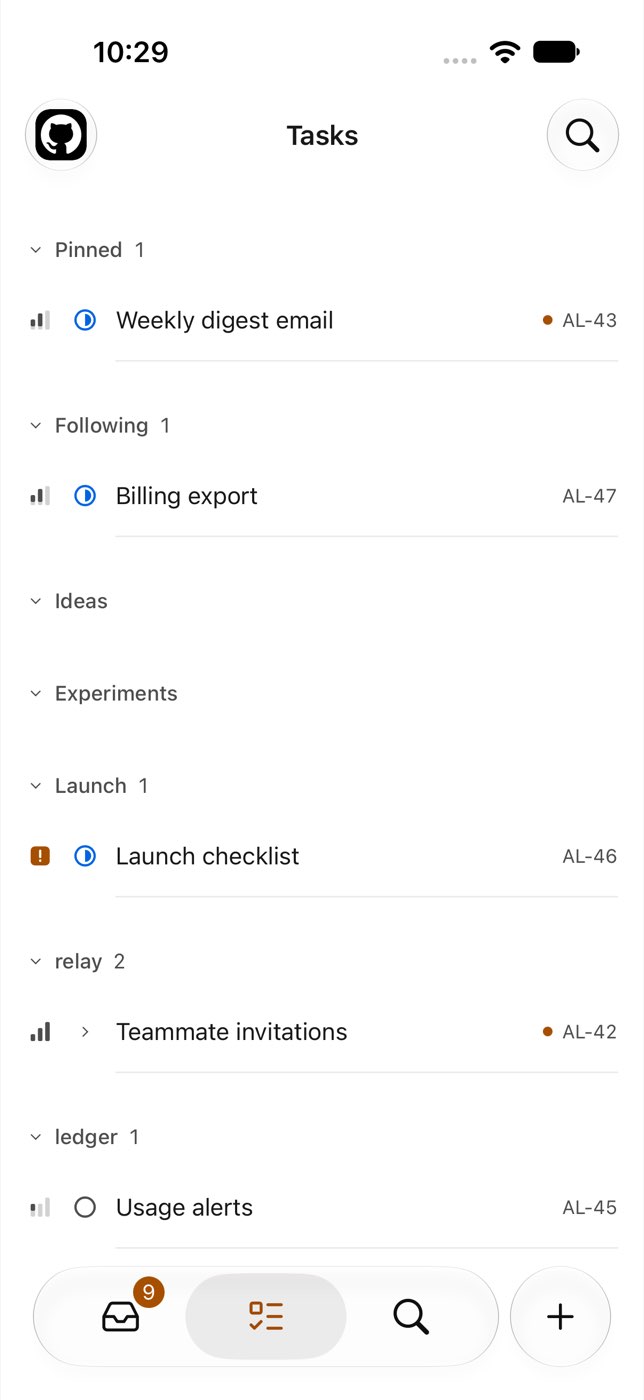 10:29
Tasks
Pinned 1
Weekly digest email AL-43
Following 1
Billing export AL-47
Ideas
Experiments
Launch 1
! Launch checklist AL-46
relay 2
Teammate invitations AL-42
ledger 1
Usage alerts AL-45
9